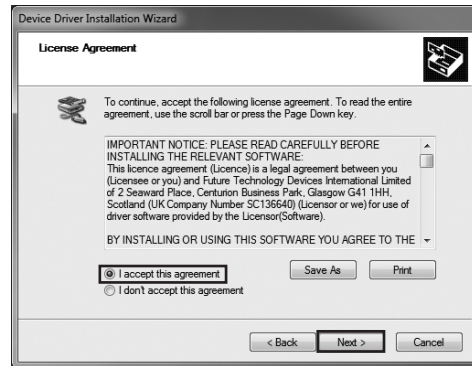 Device Driver Installation Wizard
License Agreement
To continue, accept the following license agreement. To read the entire
agreement, use the scroll bar or press the Page Down key.
IMPORTANT NOTICE: PLEASE READ CAREFULLY BEFORE
INSTALLING THE RELEVANT SOFTWARE:
This licence agreement (Licence) is a legal agreement between you
(Licensee or you) and Future Technology Devices International Limited
of 2 Seaward Place, Centurion Business Park, Glasgow G41 1HH,
Scotland (UK Company Number SC136640) (Licensor or we) for use of
driver software provided by the Licensor(Software).
BY INSTALLING OR USING THIS SOFTWARE YOU AGREE TO THE
I accept this agreement
Save As
Print
I don't accept this agreement
< Back
Next >
Cancel